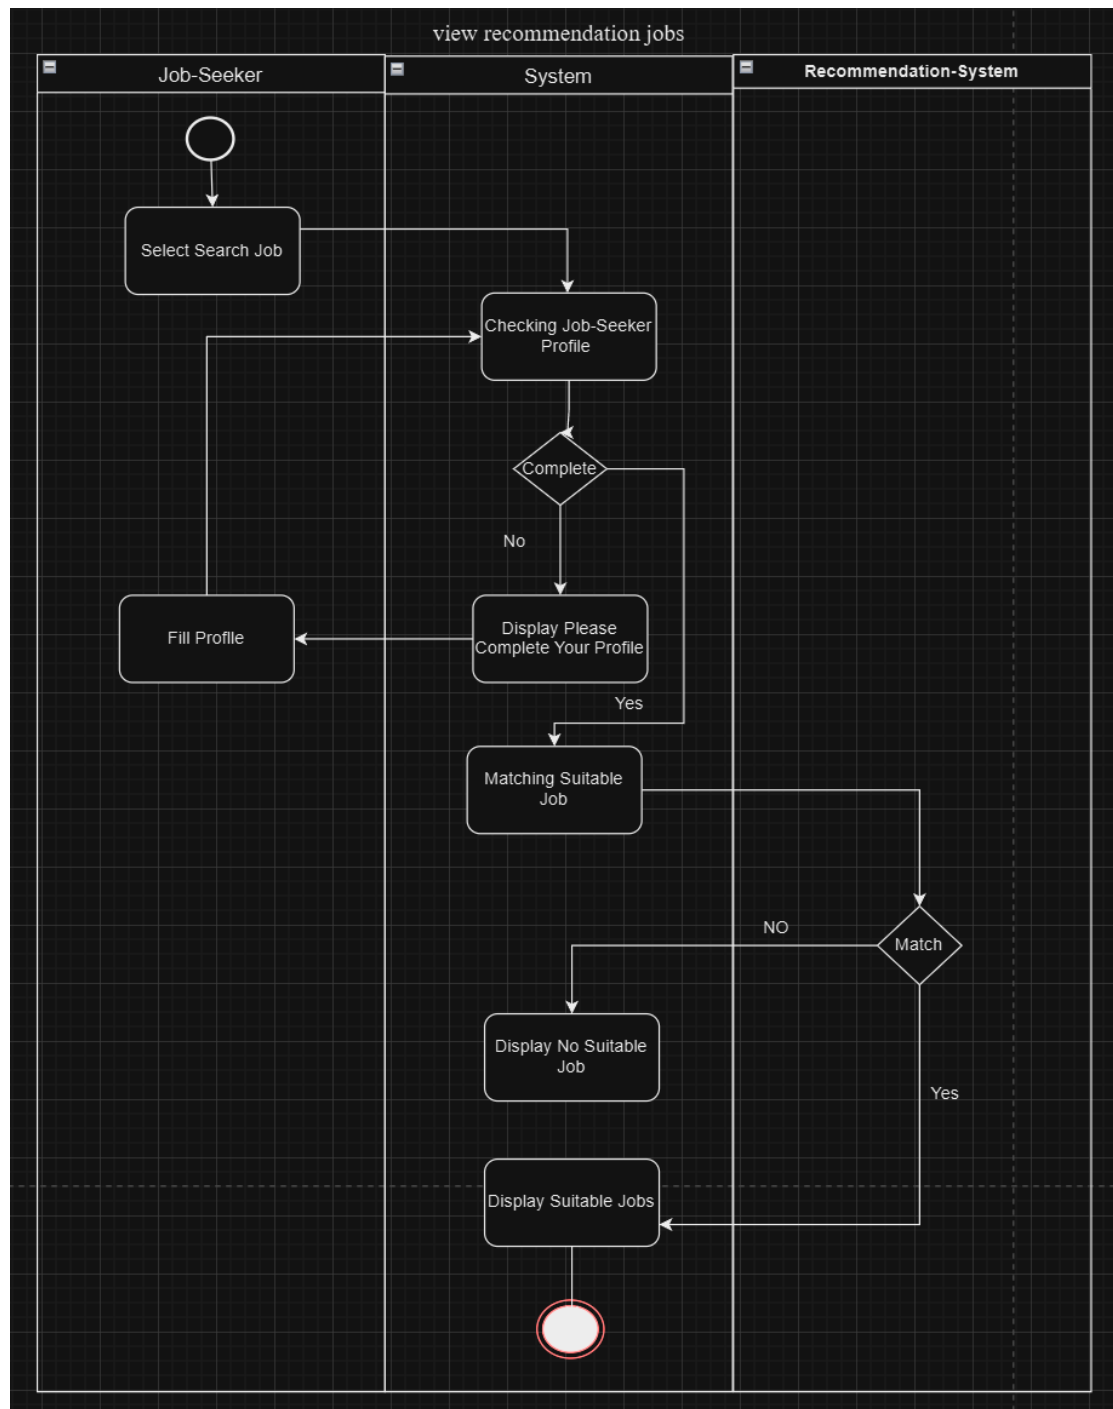 view recommendation jobs
Job-Seeker
System
Recommendation-System
Select Search Job
Checking Job-Seeker
Profile
Complete
No
Fill Profile
Display Please
Complete Your Profile
Yes
Matching Suitable
Job
NO
Match
Display No Suitable
Job
Yes
Display Suitable Jobs